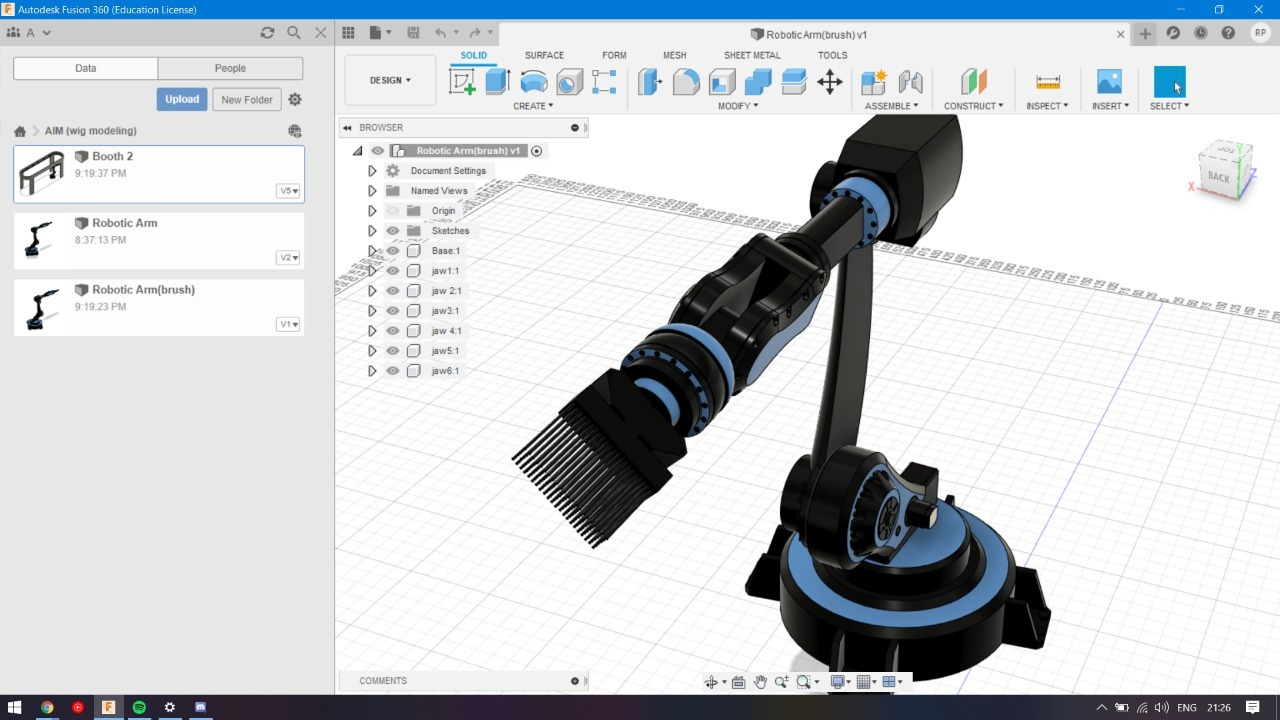 Autodesk Fusion 360 (Education License)
A
RoboticArm(brush) v1
RP
Data
People
Upload
New Folder
AIM (wig modeling)
Booth 2
9:19:37 PM
V5
Robotic Arm
8:37:13 PM
V2
Robotic Arm(brush)
9:19:23 PM
V1
SOLID
SURFACE
FORM
MESH
SHEET METAL
TOOLS
DESIGN
CREATE
MODIFY
ASSEMBLE
CONSTRUCT
INSPECT
INSERT
SELECT
BROWSER
Robotic Arm(brush) v1
Document Settings
Named Views
Origin
Sketches
Base:1
jaw1:1
jaw 2:1
jaw3:1
jaw 4:1
jaw5:1
jaw6:1
TOP
BACK
X
Z
COMMENTS
ENG
21:26